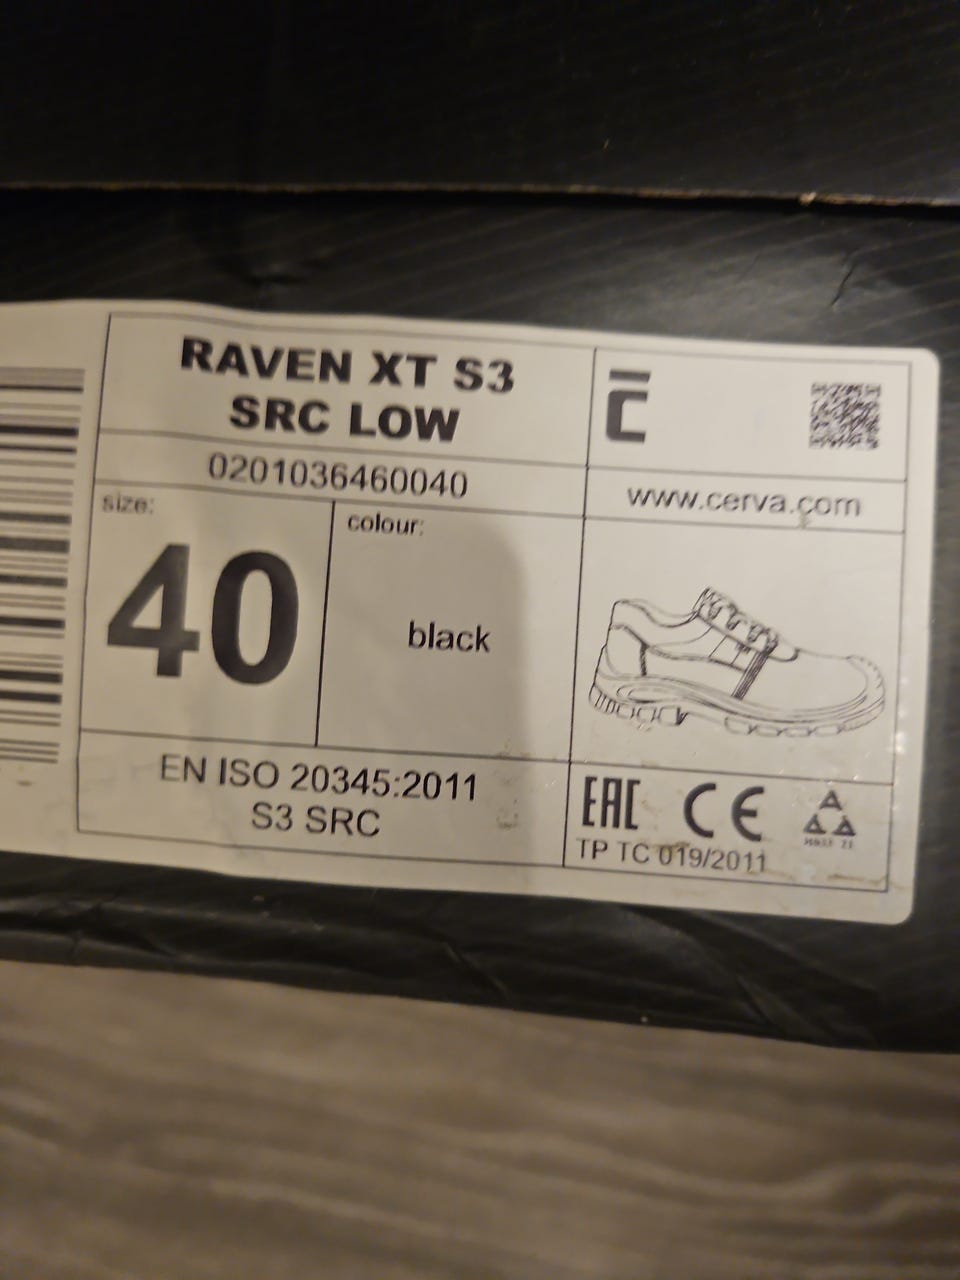 RAVEN XT S3
SRC LOW
0201036460040
www.cerva.com
size:
40
colour:
black
EN ISO 20345:2011
S3 SRC
EAC CE
TP TC 019/2011